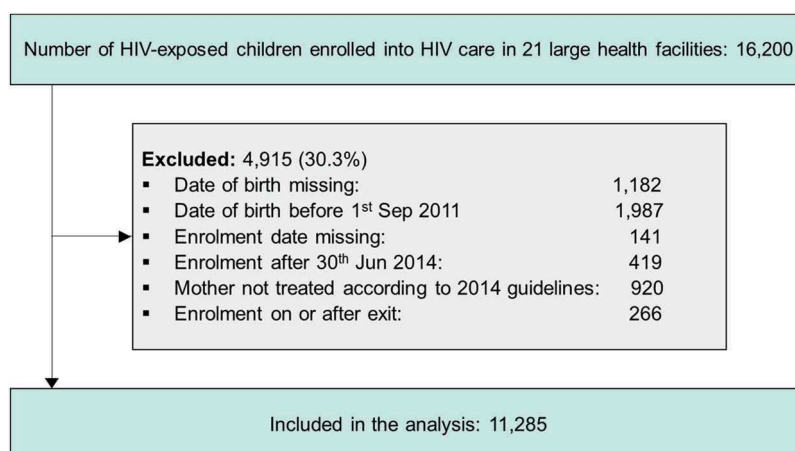 Number of HIV-exposed children enrolled into HIV care in 21 large health facilities: 16,200
Excluded: 4,915 (30.3%)
▪ Date of birth missing: 1,182
▪ Date of birth before 1st Sep 2011 1,987
▪ Enrolment date missing: 141
▪ Enrolment after 30th Jun 2014: 419
▪ Mother not treated according to 2014 guidelines: 920
▪ Enrolment on or after exit: 266
Included in the analysis: 11,285